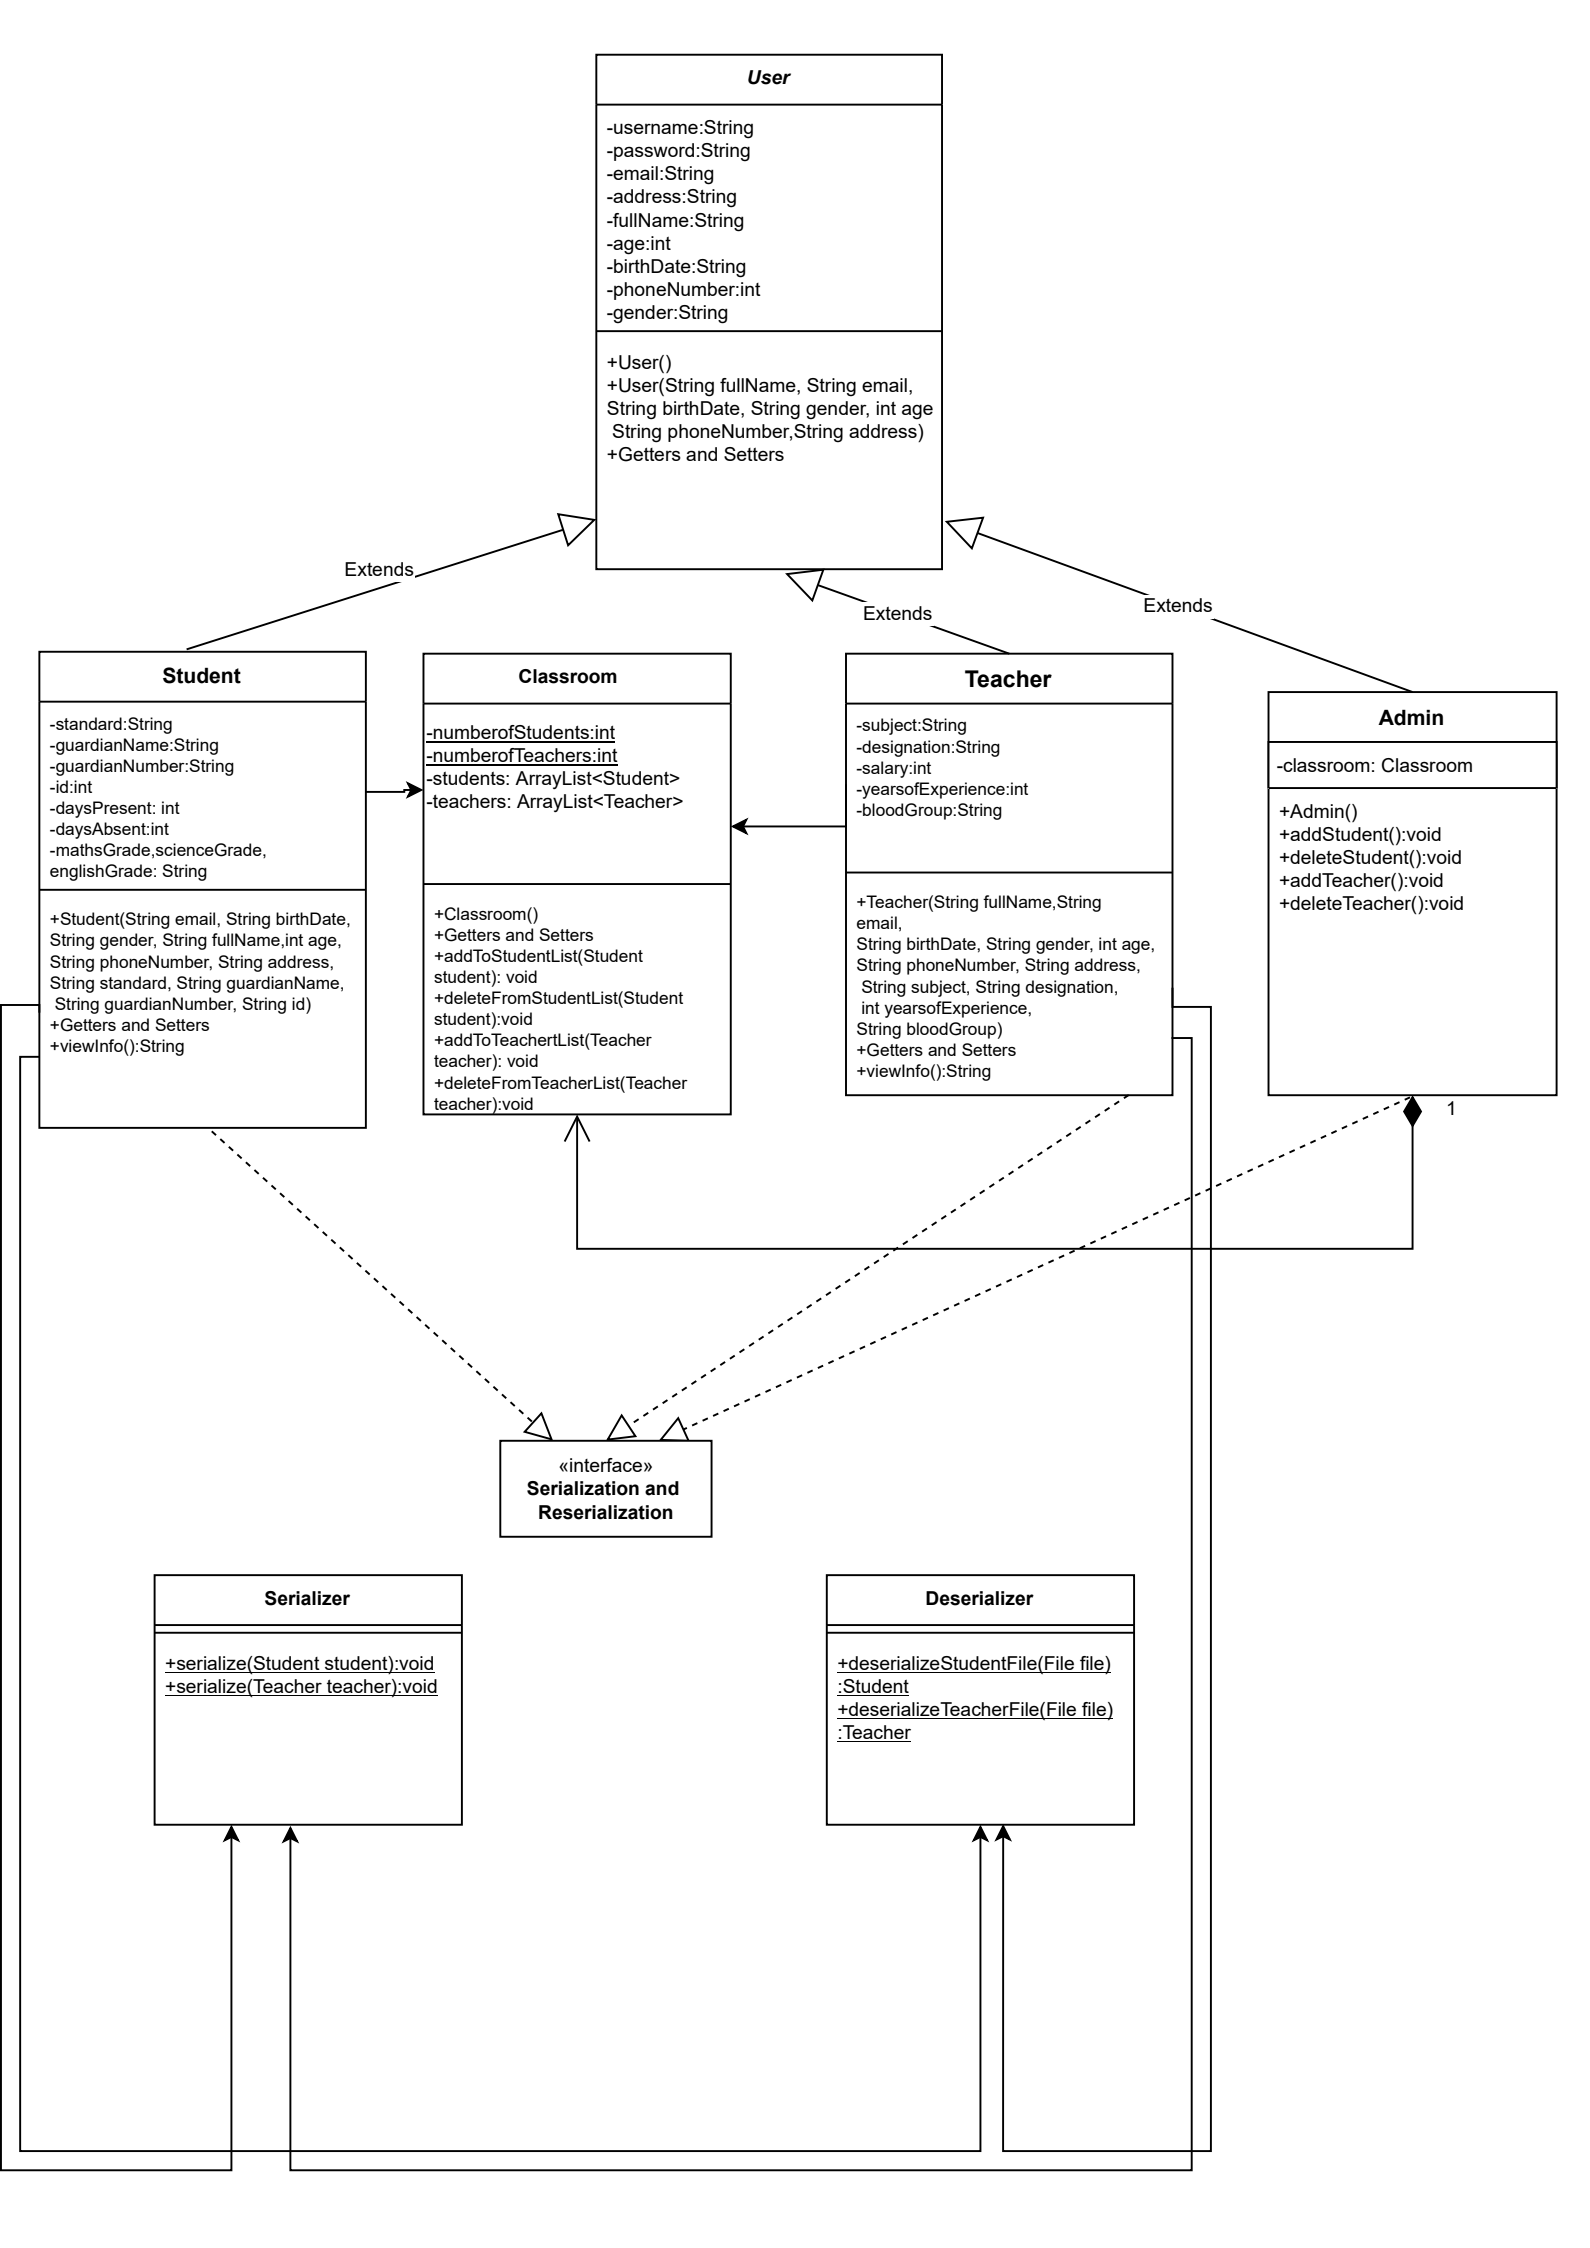 User
-username:String
-password:String
-email:String
-address:String
-fullName:String
-age:int
-birthDate:String
-phoneNumber:int
-gender:String
+User()
+User(String fullName, String email,
String birthDate, String gender, int age
String phoneNumber,String address)
+Getters and Setters
Extends
Extends
Extends
Student
-standard:String
-guardianName:String
-guardianNumber:String
-id:int
-daysPresent: int
-daysAbsent:int
-mathsGrade,scienceGrade,
englishGrade: String
+Student(String email, String birthDate,
String gender, String fullName,int age,
String phoneNumber, String address,
String standard, String guardianName,
String guardianNumber, String id)
+Getters and Setters
+viewInfo():String
Classroom
-numberofStudents:int
-numberofTeachers:int
-students: ArrayList<Student>
-teachers: ArrayList<Teacher>
+Classroom()
+Getters and Setters
+addToStudentList(Student
student): void
+deleteFromStudentList(Student
student):void
+addToTeachertList(Teacher
teacher): void
+deleteFromTeacherList(Teacher
teacher):void
Teacher
-subject:String
-designation:String
-salary:int
-yearsofExperience:int
-bloodGroup:String
+Teacher(String fullName,String
email,
String birthDate, String gender, int age,
String phoneNumber, String address,
String subject, String designation,
int yearsofExperience,
String bloodGroup)
+Getters and Setters
+viewInfo():String
Admin
-classroom: Classroom
+Admin()
+addStudent():void
+deleteStudent():void
+addTeacher():void
+deleteTeacher():void
1
«interface»
Serialization and
Reserialization
Serializer
+serialize(Student student):void
+serialize(Teacher teacher):void
Deserializer
+deserializeStudentFile(File file)
:Student
+deserializeTeacherFile(File file)
:Teacher